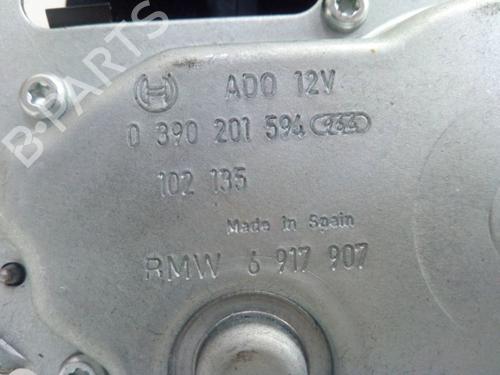 B-PARTS
ADO 12V
0 390 201 594
102 135
Made in Spain
BMW 6 917 907